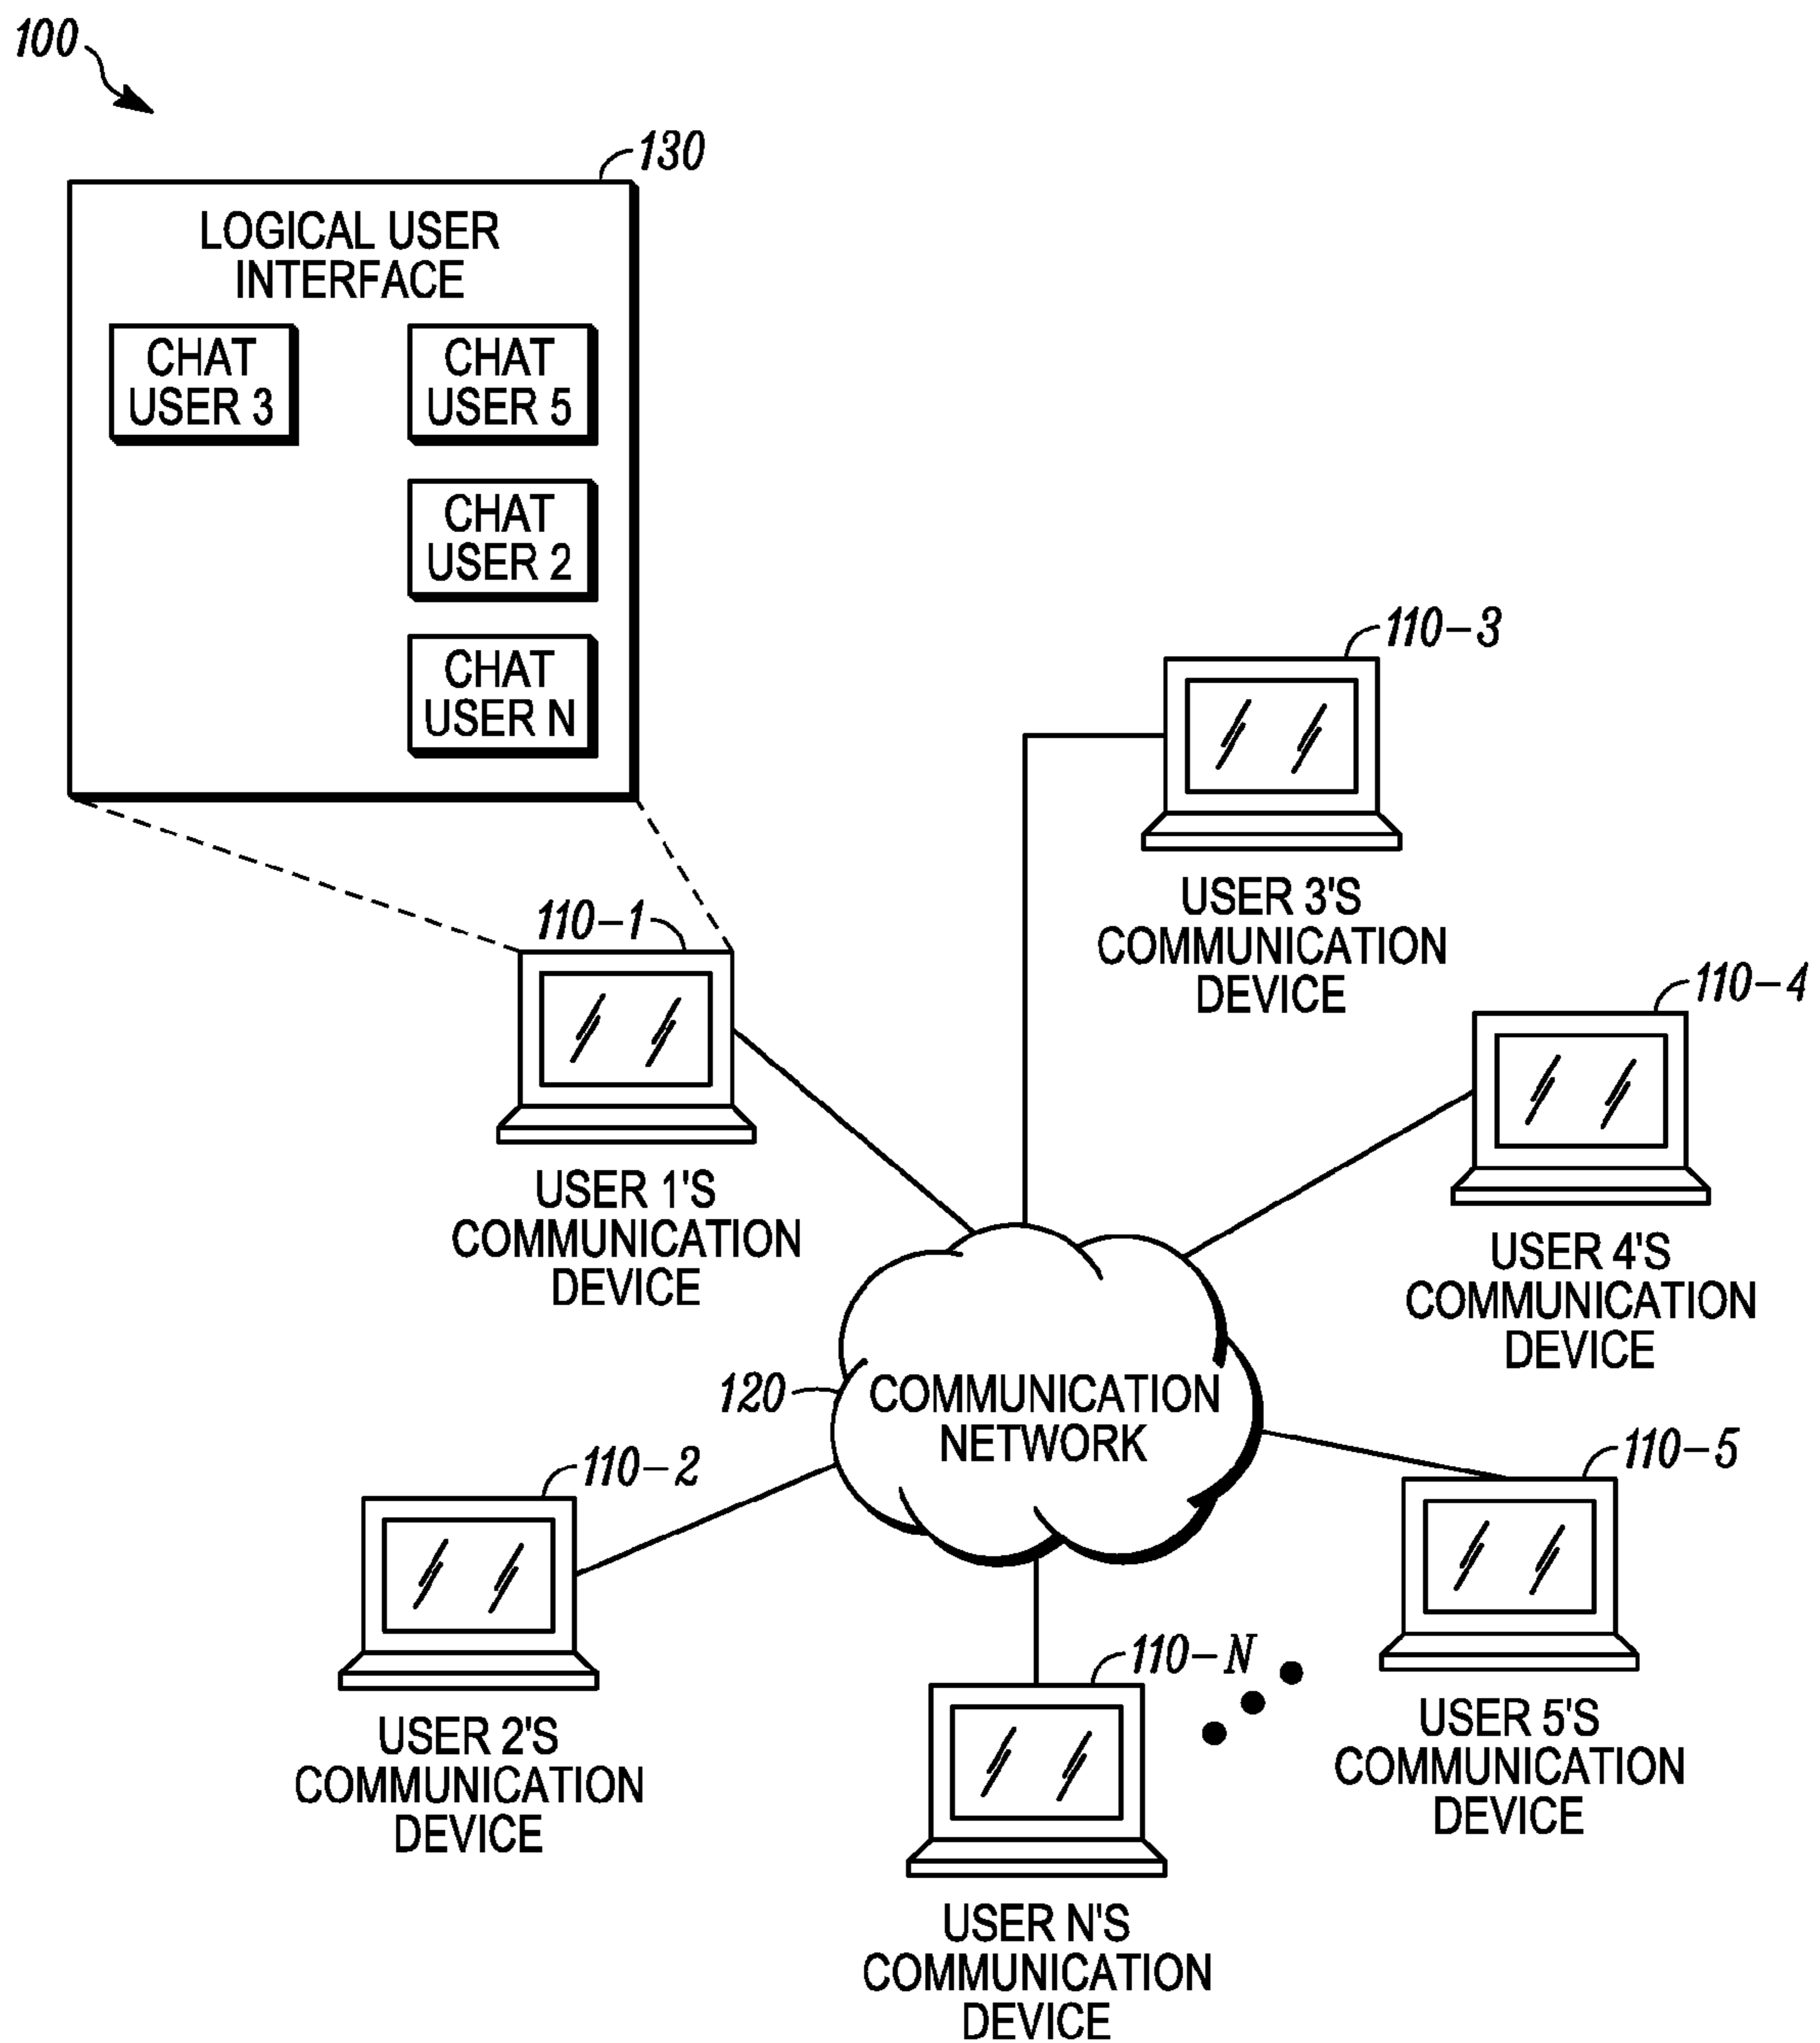 100
130
LOGICAL USER
INTERFACE
CHAT
USER 3
CHAT
USER 5
CHAT
USER 2
CHAT
USER N
110-3
USER 3'S
COMMUNICATION
DEVICE
110-1
USER 1'S
COMMUNICATION
DEVICE
110-4
USER 4'S
COMMUNICATION
DEVICE
120
COMMUNICATION
NETWORK
110-2
USER 2'S
COMMUNICATION
DEVICE
110-5
USER 5'S
COMMUNICATION
DEVICE
110-N
USER N'S
COMMUNICATION
DEVICE